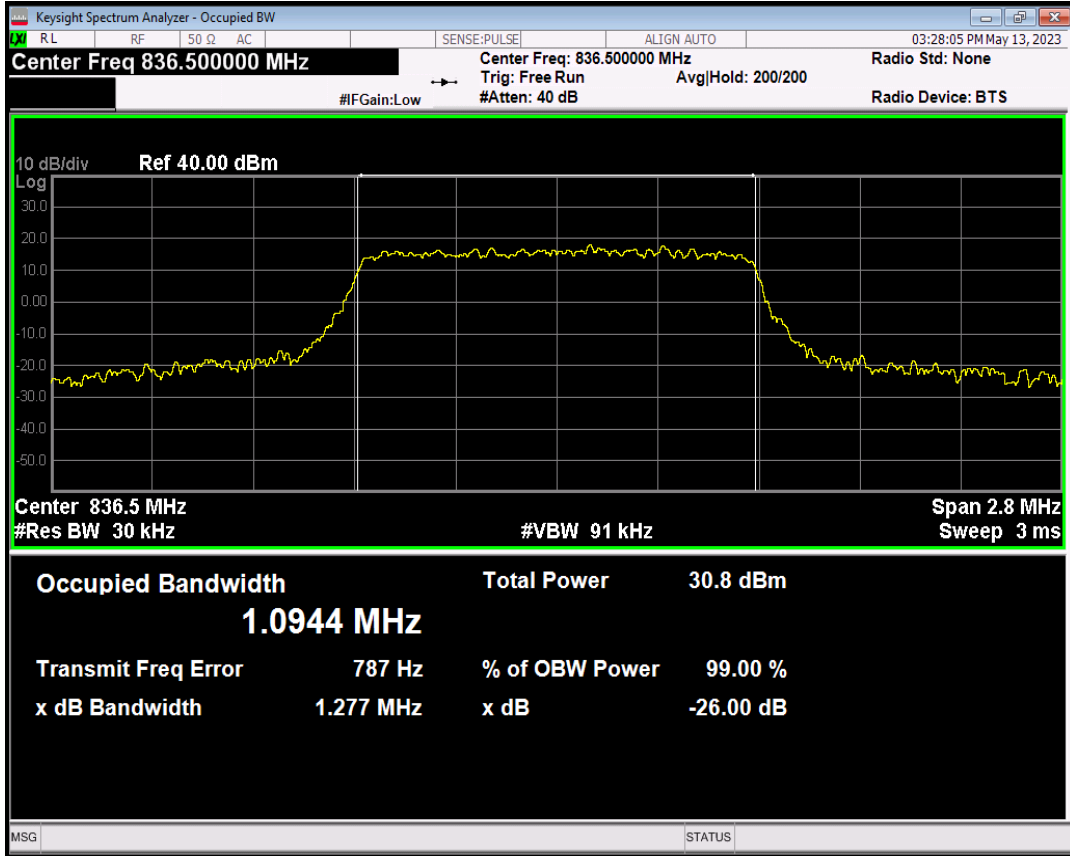 Keysight Spectrum Analyzer - Occupied BW
LXI RL RF 50 Ω AC SENSE:PULSE ALIGN AUTO 03:28:05 PM May 13, 2023
Center Freq 836.500000 MHz Center Freq: 836.500000 MHz Radio Std: None
Trig: Free Run Avg|Hold: 200/200
#IFGain:Low #Atten: 40 dB Radio Device: BTS
10 dB/div Ref 40.00 dBm
Log
30.0
20.0
10.0
0.00
-10.0
-20.0
-30.0
-40.0
-50.0
Center 836.5 MHz Span 2.8 MHz
#Res BW 30 kHz #VBW 91 kHz Sweep 3 ms
Occupied Bandwidth Total Power 30.8 dBm
1.0944 MHz
Transmit Freq Error 787 Hz % of OBW Power 99.00 %
x dB Bandwidth 1.277 MHz x dB -26.00 dB
MSG STATUS